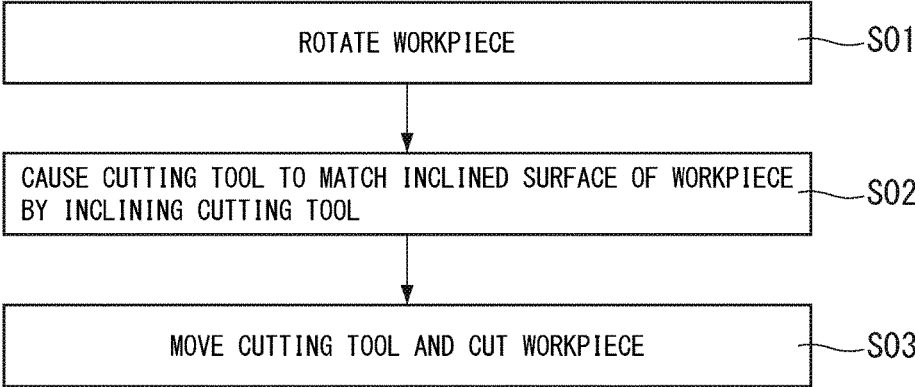 ROTATE WORKPIECE
S01
CAUSE CUTTING TOOL TO MATCH INCLINED SURFACE OF WORKPIECE
BY INCLINING CUTTING TOOL
S02
MOVE CUTTING TOOL AND CUT WORKPIECE
S03